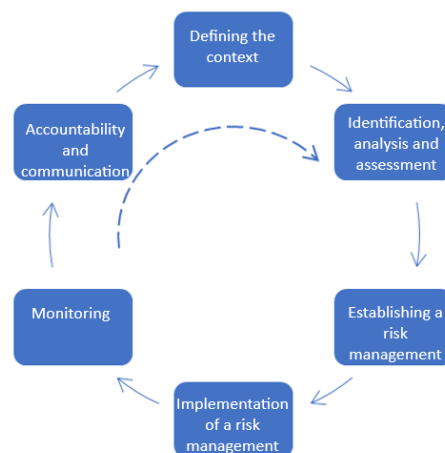 Defining the
context
Identification,
analysis and
assessment
Establishing a
risk
management
Implementation
of a risk
management
Monitoring
Accountability
and
communication